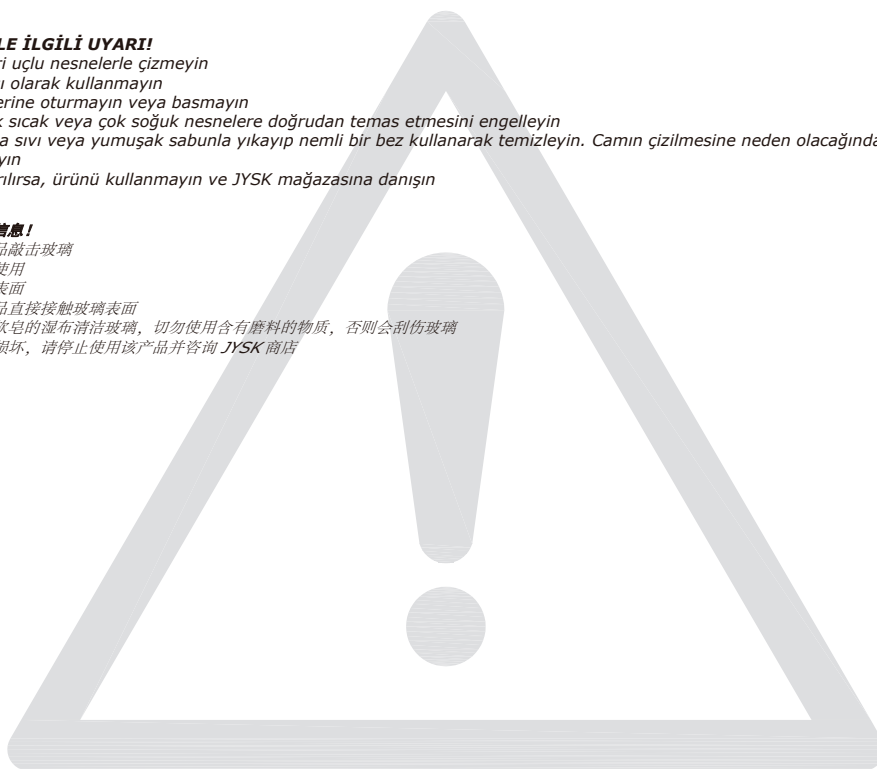 LE İLGİLİ UYARI!
ri uçlu nesnelerle çizmeyin
ı olarak kullanmayın
erine oturmayın veya basmayın
k sıcak veya çok soğuk nesnelere doğrudan temas etmesini engelleyin
a sıvı veya yumuşak sabunla yıkayıp nemli bir bez kullanarak temizleyin. Camın çizilmesine neden olacağında
yın
rılırsa, ürünü kullanmayın ve JYSK mağazasına danışın
信息！
品敲击玻璃
使用
表面
品直接接触玻璃表面
软皂的湿布清洁玻璃，切勿使用含有磨料的物质，否则会刮伤玻璃
损坏，请停止使用该产品并咨询 JYSK 商店